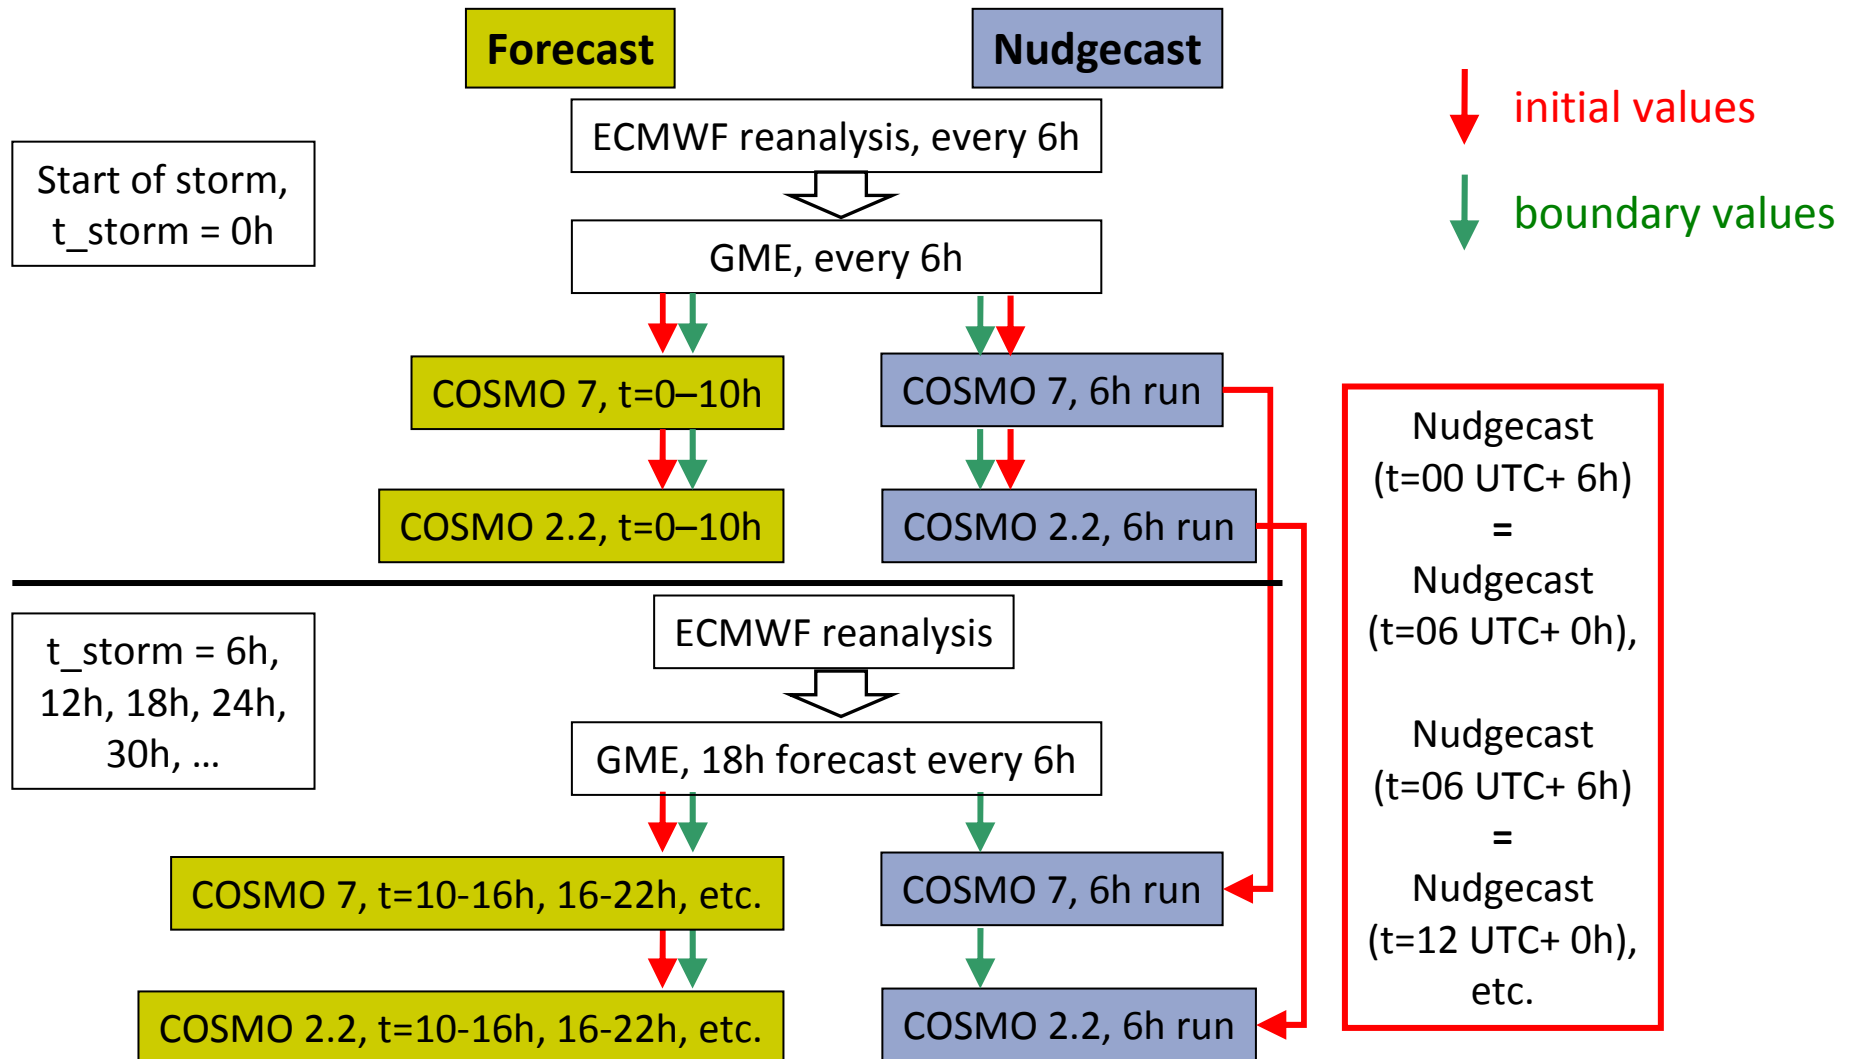 Forecast
Nudgecast
initial values
boundary values
ECMWF reanalysis, every 6h
Start of storm,
t_storm = 0h
GME, every 6h
COSMO 7, t=0–10h
COSMO 7, 6h run
COSMO 2.2, t=0–10h
COSMO 2.2, 6h run
Nudgecast
(t=00 UTC+ 6h)
=
Nudgecast
(t=06 UTC+ 0h),
Nudgecast
(t=06 UTC+ 6h)
=
Nudgecast
(t=12 UTC+ 0h),
etc.
ECMWF reanalysis
t_storm = 6h,
12h, 18h, 24h,
30h, ...
GME, 18h forecast every 6h
COSMO 7, t=10-16h, 16-22h, etc.
COSMO 7, 6h run
COSMO 2.2, t=10-16h, 16-22h, etc.
COSMO 2.2, 6h run